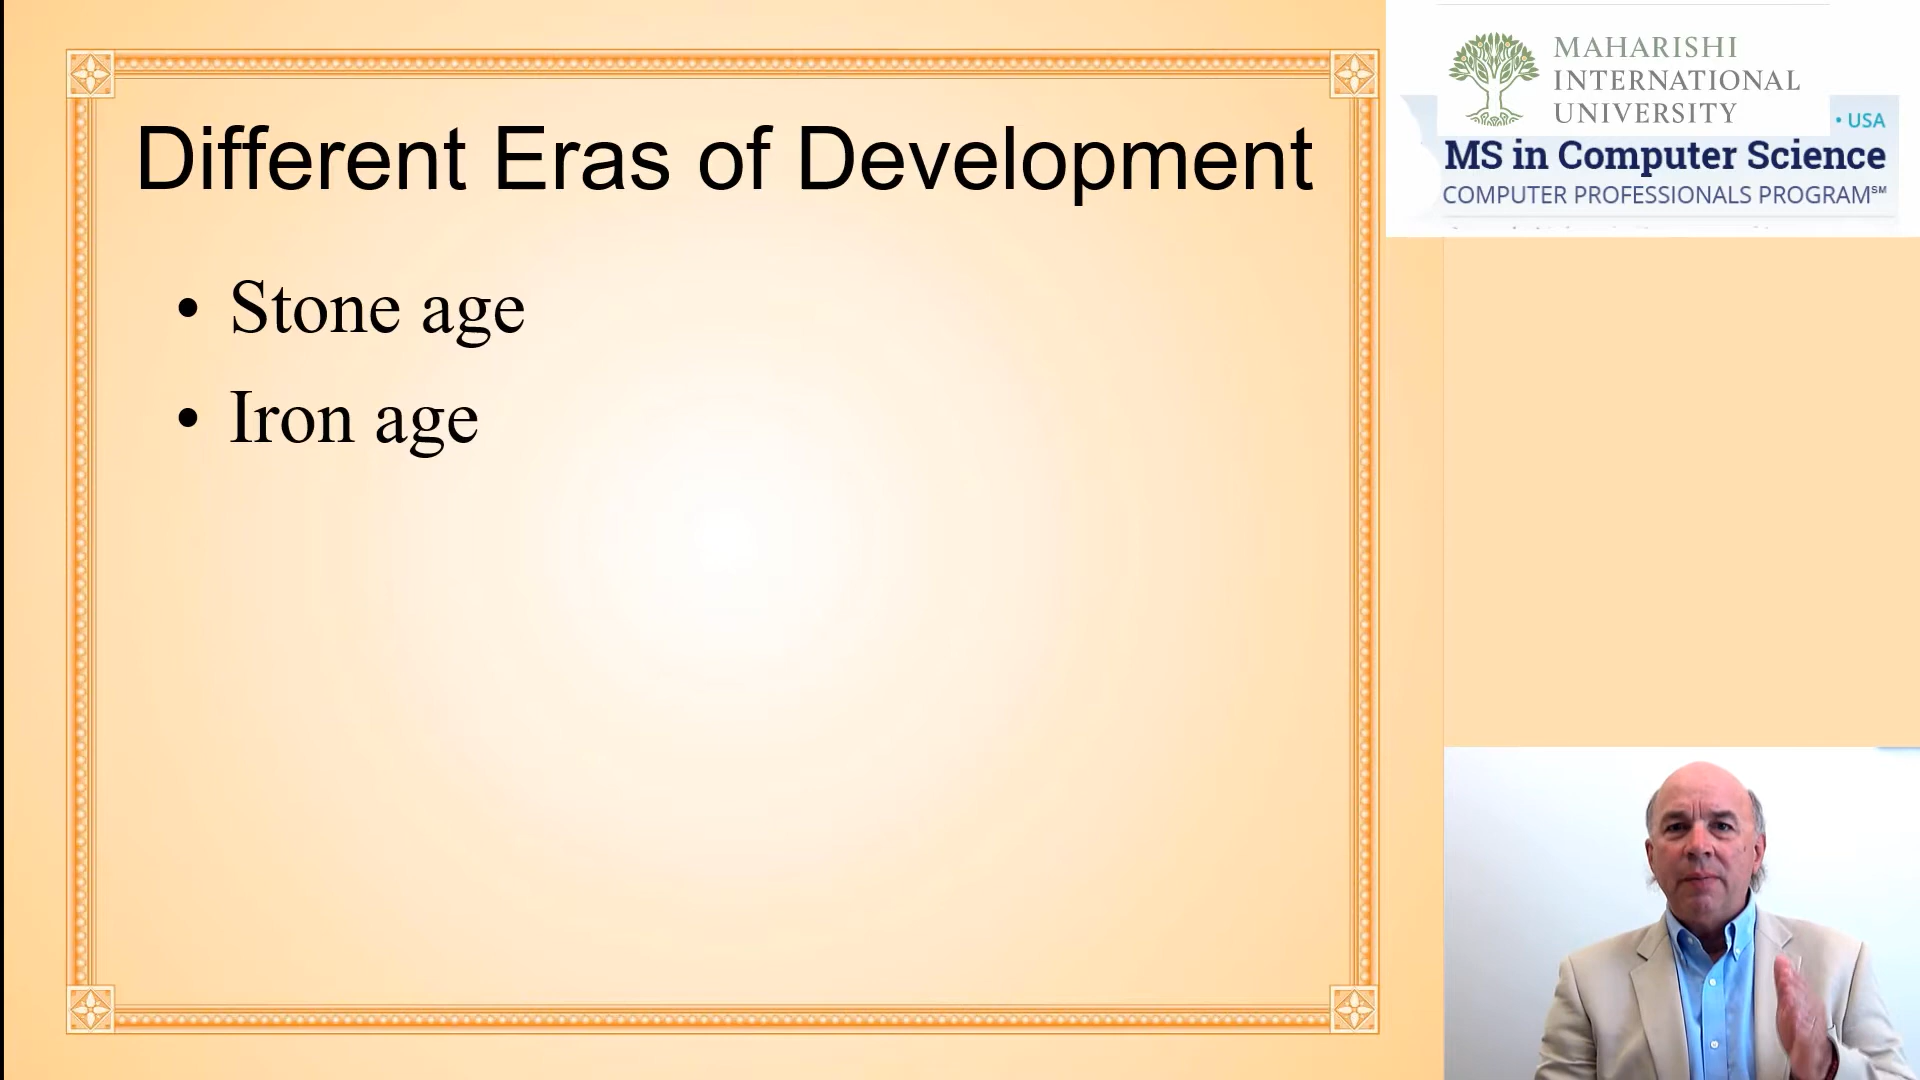 Different Eras of Development
• Stone age
• Iron age
MAHARISHI
INTERNATIONAL
UNIVERSITY
• USA
MS in Computer Science
COMPUTER PROFESSIONALS PROGRAM℠